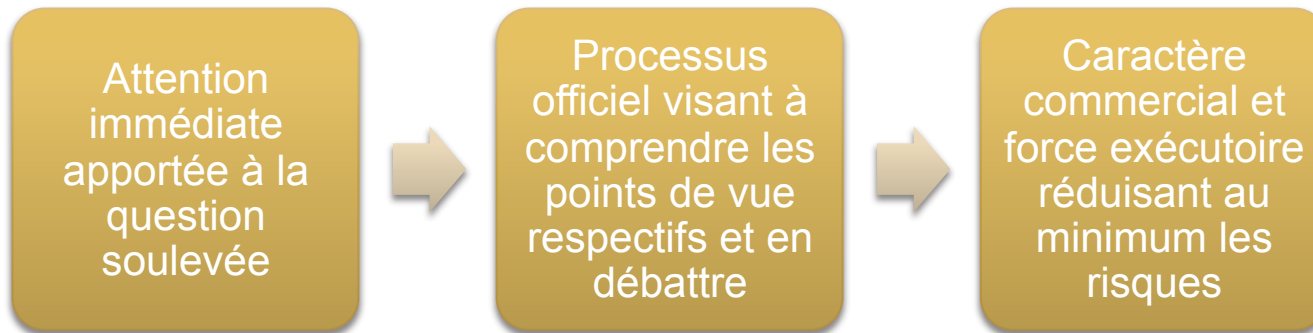 Attention
immédiate
apportée à la
question
soulevée
Processus
officiel visant à
comprendre les
points de vue
respectifs et en
débattre
Caractère
commercial et
force exécutoire
réduisant au
minimum les
risques